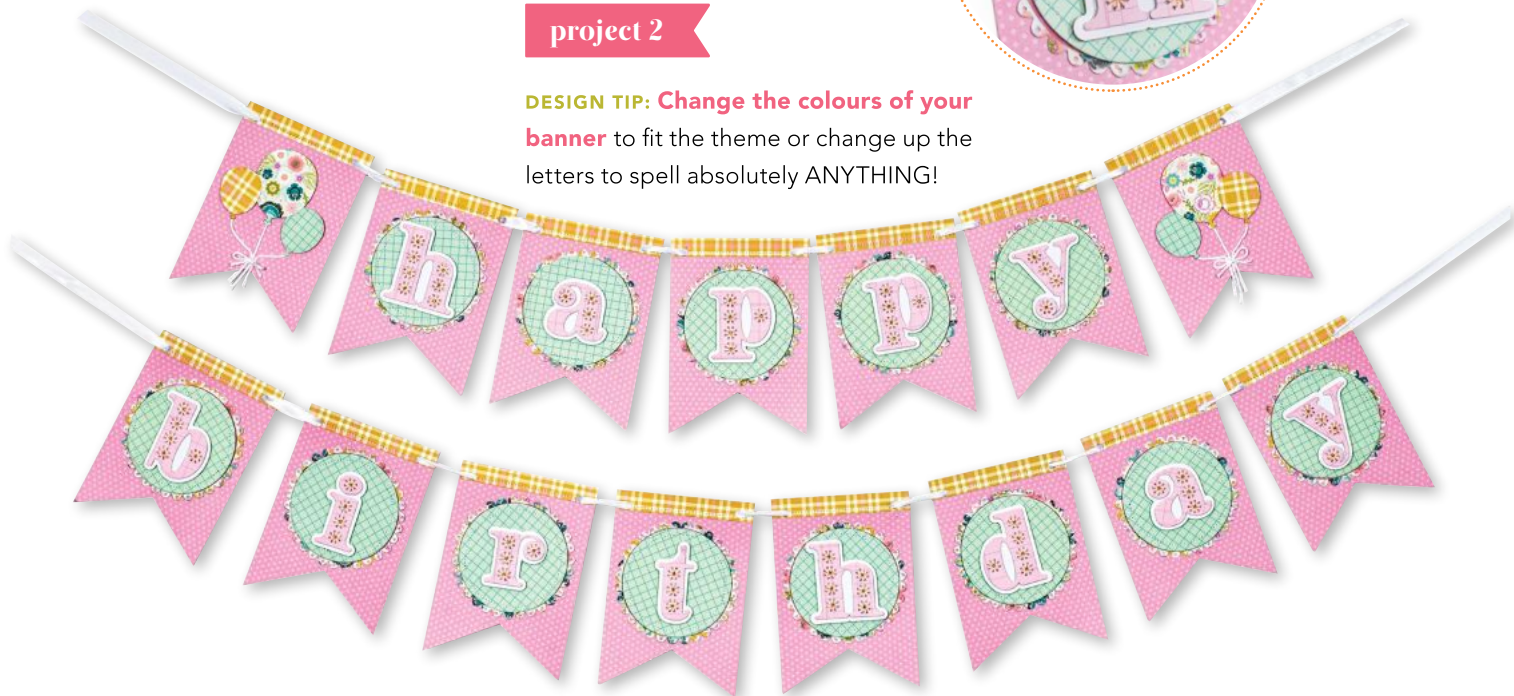 project 2
DESIGN TIP: Change the colours of your
banner to fit the theme or change up the
letters to spell absolutely ANYTHING!
happy
birthday